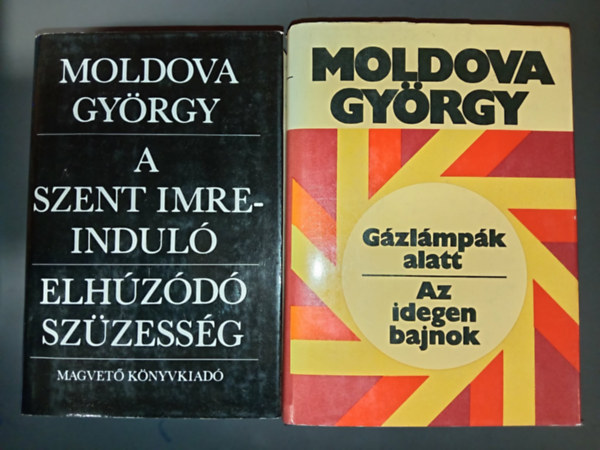 MOLDOVA
GYÖRGY
A
SZENT IMRE-
INDULÓ
ELHÚZÓDÓ
SZÜZESSÉG
MAGVETŐ KÖNYVKIADÓ
MOLDOVA
GYÖRGY
Gázlámpák
alatt
Az
idegen
bajnok